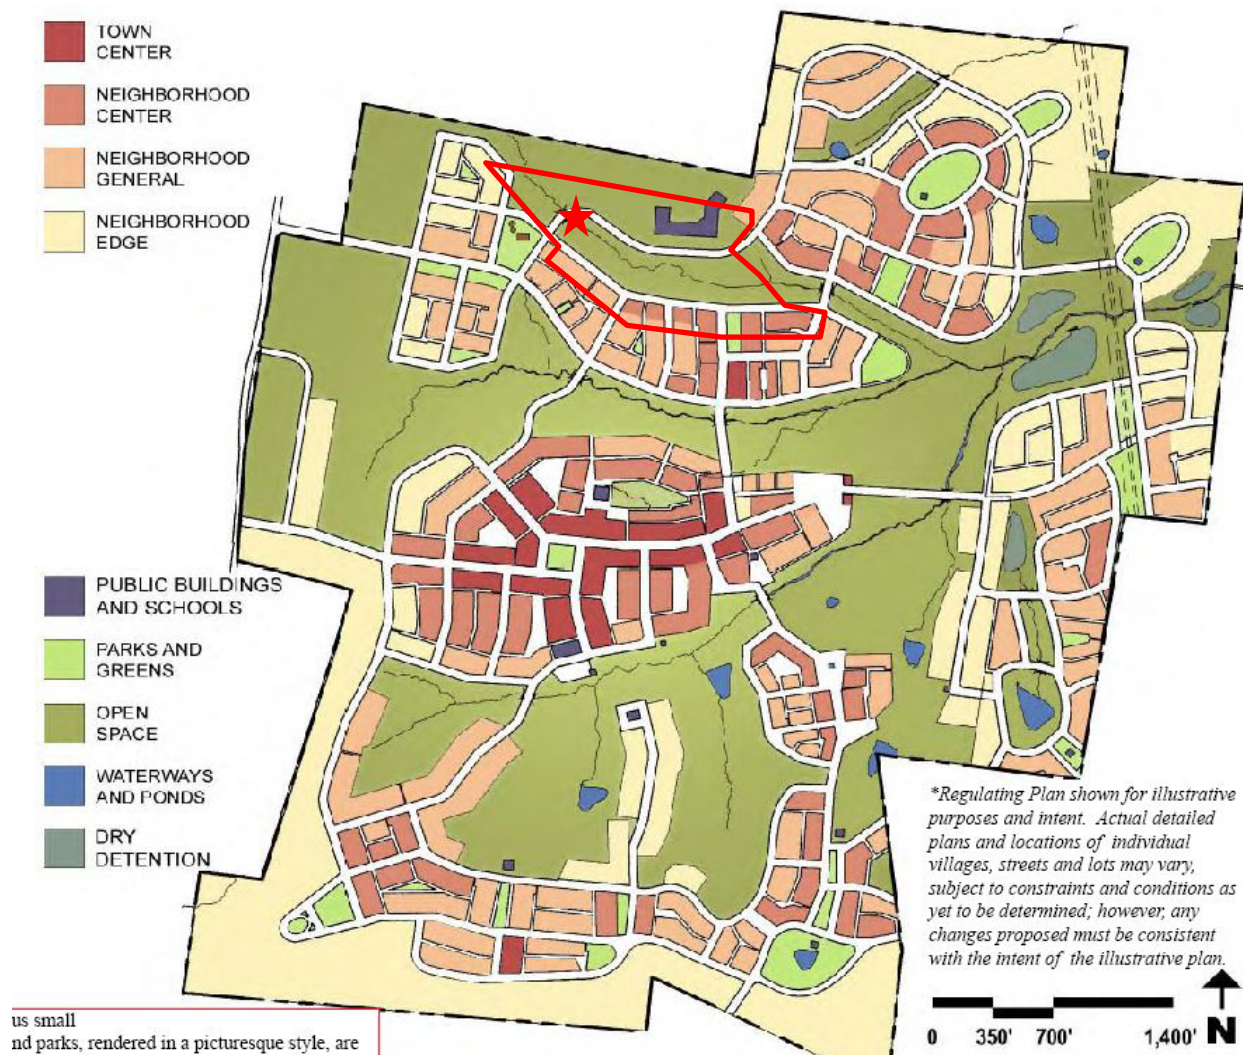 TOWN
CENTER
NEIGHBORHOOD
CENTER
NEIGHBORHOOD
GENERAL
NEIGHBORHOOD
EDGE
PUBLIC BUILDINGS
AND SCHOOLS
PARKS AND
GREENS
OPEN
SPACE
WATERWAYS
AND PONDS
DRY
DETENTION
*Regulating Plan shown for illustrative
purposes and intent. Actual detailed
plans and locations of individual
villages, streets and lots may vary,
subject to constraints and conditions as
yet to be determined; however, any
changes proposed must be consistent
with the intent of the illustrative plan.
0 350' 700' 1,400' N
us small
nd parks, rendered in a picturesque style, are